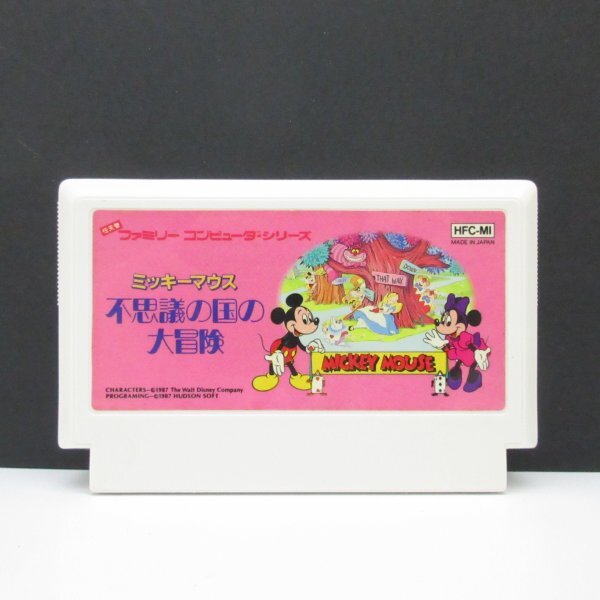 任天堂
ファミリー コンピュータ・シリーズ
HFC-MI
MADE IN JAPAN
ミッキーマウス
不思議の国の
大冒険
THAT WAY
DOWN
MICKEY MOUSE
CHARACTERS—©1987 The Walt Disney Company
PROGRAMING—©1987 HUDSON SOFT